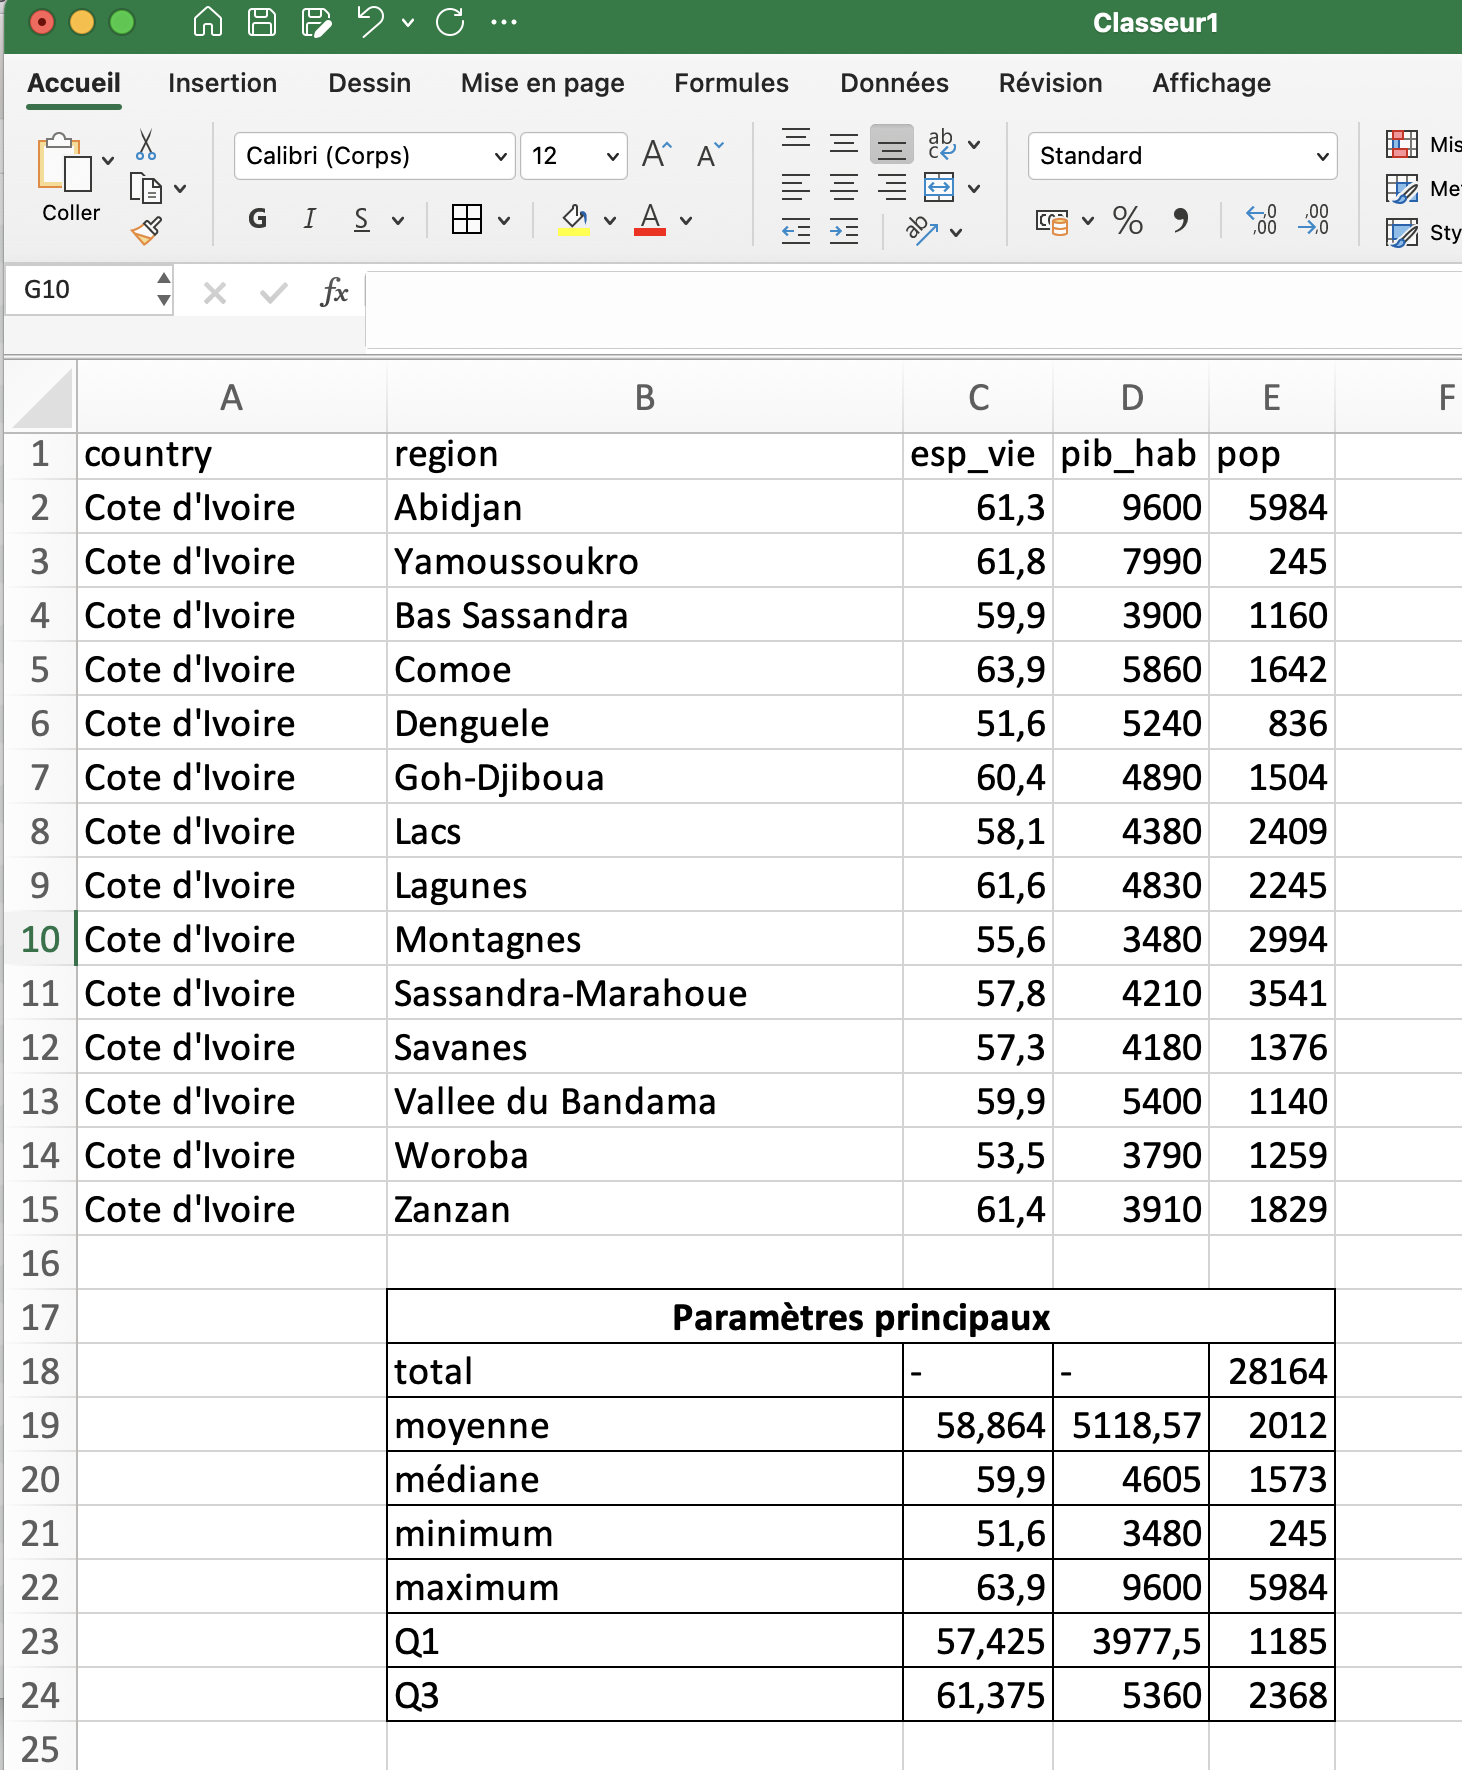 Classeur1
Accueil Insertion Dessin Mise en page Formules Données Révision Affichage
Coller
Calibri (Corps) 12
Standard
G I S
G10 fx
A B C D E F
1 country region esp_vie pib_hab pop
2 Cote d'Ivoire Abidjan 61,3 9600 5984
3 Cote d'Ivoire Yamoussoukro 61,8 7990 245
4 Cote d'Ivoire Bas Sassandra 59,9 3900 1160
5 Cote d'Ivoire Comoe 63,9 5860 1642
6 Cote d'Ivoire Denguele 51,6 5240 836
7 Cote d'Ivoire Goh-Djiboua 60,4 4890 1504
8 Cote d'Ivoire Lacs 58,1 4380 2409
9 Cote d'Ivoire Lagunes 61,6 4830 2245
10 Cote d'Ivoire Montagnes 55,6 3480 2994
11 Cote d'Ivoire Sassandra-Marahoue 57,8 4210 3541
12 Cote d'Ivoire Savanes 57,3 4180 1376
13 Cote d'Ivoire Vallee du Bandama 59,9 5400 1140
14 Cote d'Ivoire Woroba 53,5 3790 1259
15 Cote d'Ivoire Zanzan 61,4 3910 1829
16
17 Paramètres principaux
18 total - - 28164
19 moyenne 58,864 5118,57 2012
20 médiane 59,9 4605 1573
21 minimum 51,6 3480 245
22 maximum 63,9 9600 5984
23 Q1 57,425 3977,5 1185
24 Q3 61,375 5360 2368
25